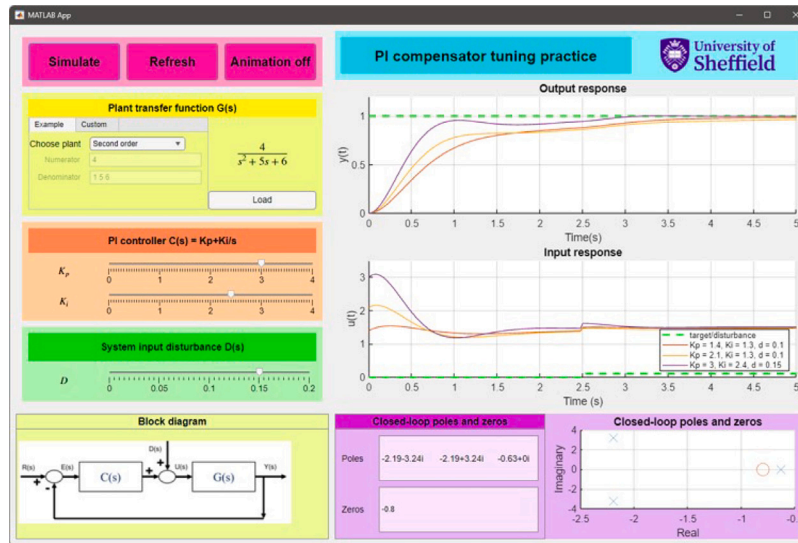 MATLAB App
Simulate
Refresh
Animation off
PI compensator tuning practice
University of
Sheffield
Plant transfer function G(s)
Example
Custom
Choose plant
Second order
Numerator
4
Denominator
1 5 6
4
s² + 5s + 6
Load
PI controller C(s) = Kp+Ki/s
Kp
0 1 2 3 4
Ki
0 1 2 3 4
System input disturbance D(s)
D
0 0.05 0.1 0.15 0.2
Output response
y(t)
1
0.5
0
0 0.5 1 1.5 2 2.5 3 3.5 4 4.5 5
Time(s)
Input response
u(t)
3
2
1
0
target/disturbance
Kp = 1.4, Ki = 1.3, d = 0.1
Kp = 2.1, Ki = 1.3, d = 0.1
Kp = 3, Ki = 2.4, d = 0.15
0 0.5 1 1.5 2 2.5 3 3.5 4 4.5 5
Time (s)
Block diagram
R(s)
E(s)
C(s)
D(s)
U(s)
G(s)
Y(s)
Closed-loop poles and zeros
Poles
-2.19-3.24i -2.19+3.24i -0.63+0i
Zeros
-0.8
Closed-loop poles and zeros
Imaginary
4
2
0
-2
-4
-2.5 -2 -1.5 -1 -0.
Real